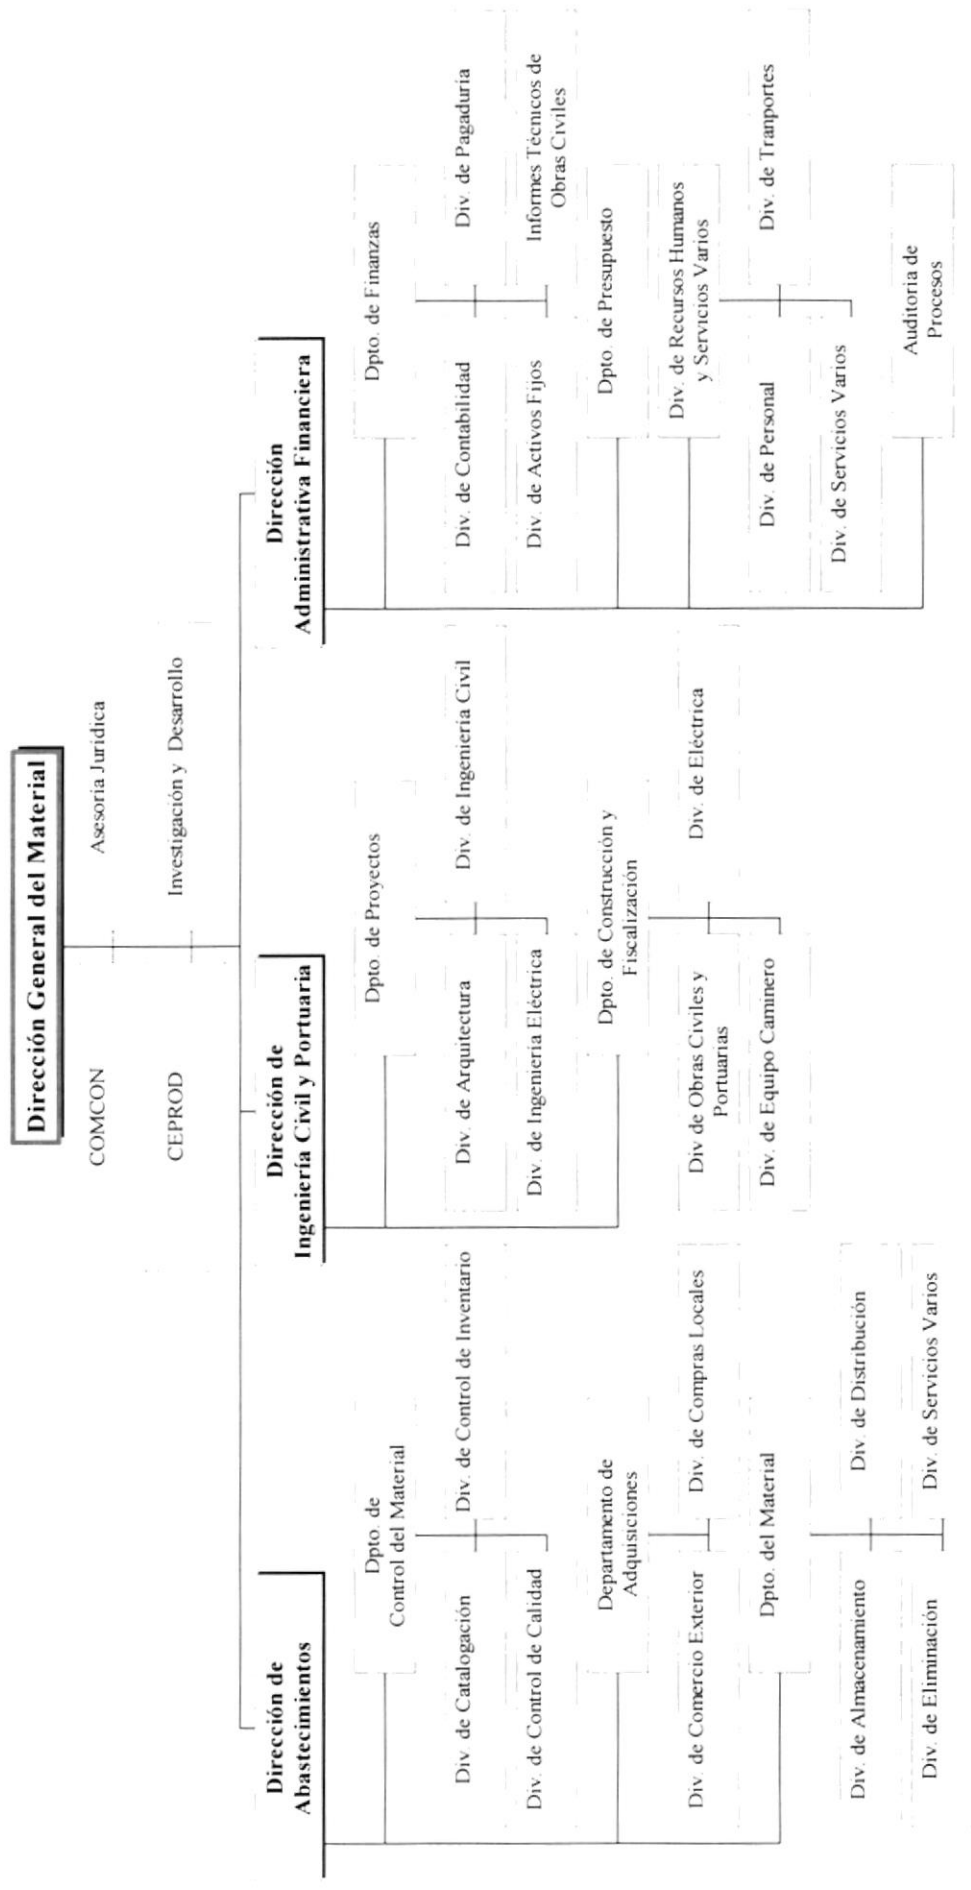 Dirección General del Material
COMCON
Asesoria Juridica
CEPROD
Investigación y Desarrollo
Dirección de
Abastecimientos
Dpto. de
Control del Material
Div. de Catalogación
Div. de Control de Inventario
Div. de Control de Calidad
Departamento de
Adquisiciones
Div. de Comercio Exterior
Div. de Compras Locales
Dpto. del Material
Div. de Almacenamiento
Div. de Distribución
Div. de Eliminación
Div. de Servicios Varios
Dirección de
Ingeniería Civil y Portuaria
Dpto. de Proyectos
Div. de Arquitectura
Div. de Ingenieria Civil
Div. de Ingenieria Eléctrica
Dpto. de Construcción y
Fiscalización
Div de Obras Civiles y
Portuarias
Div. de Eléctrica
Div. de Equipo Caminero
Dirección
Administrativa Financiera
Dpto. de Finanzas
Div. de Contabilidad
Div. de Pagaduria
Div. de Activos Fijos
Informes Técnicos de
Obras Civiles
Dpto. de Presupuesto
Div. de Recursos Humanos
y Servicios Varios
Div. de Personal
Div. de Tranportes
Div. de Servicios Varios
Auditoria de
Procesos